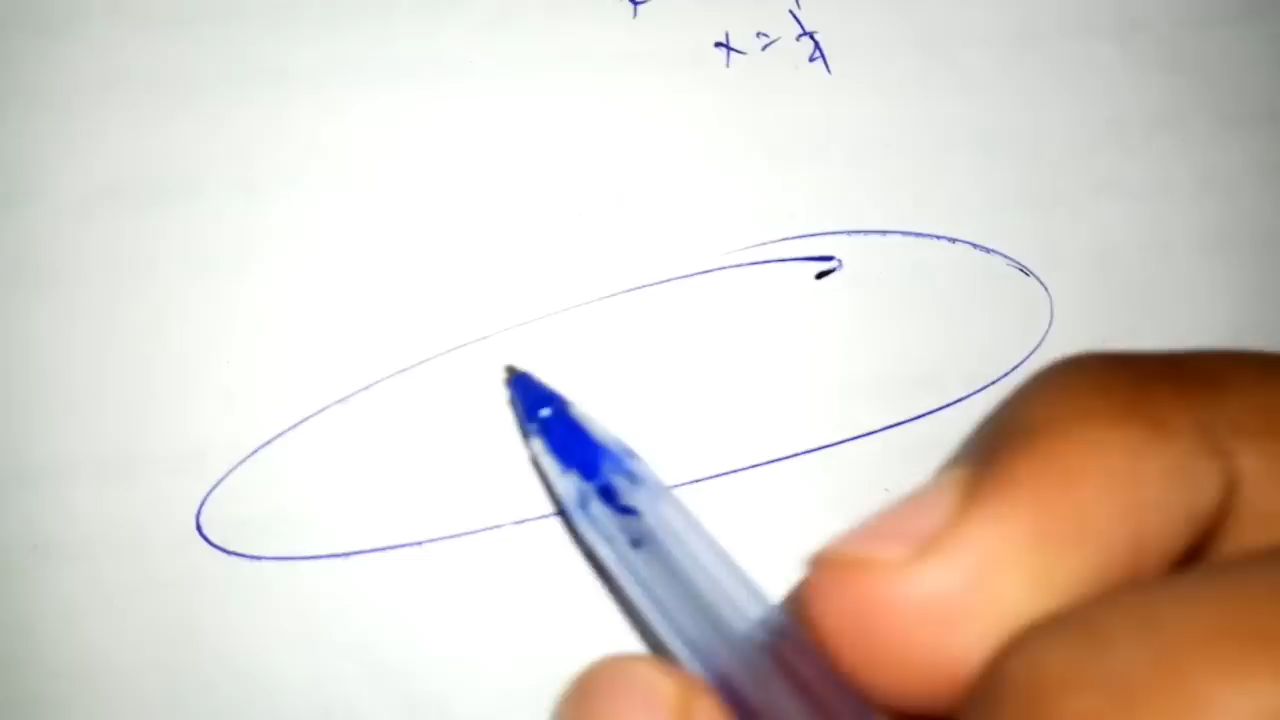 x = 1/4